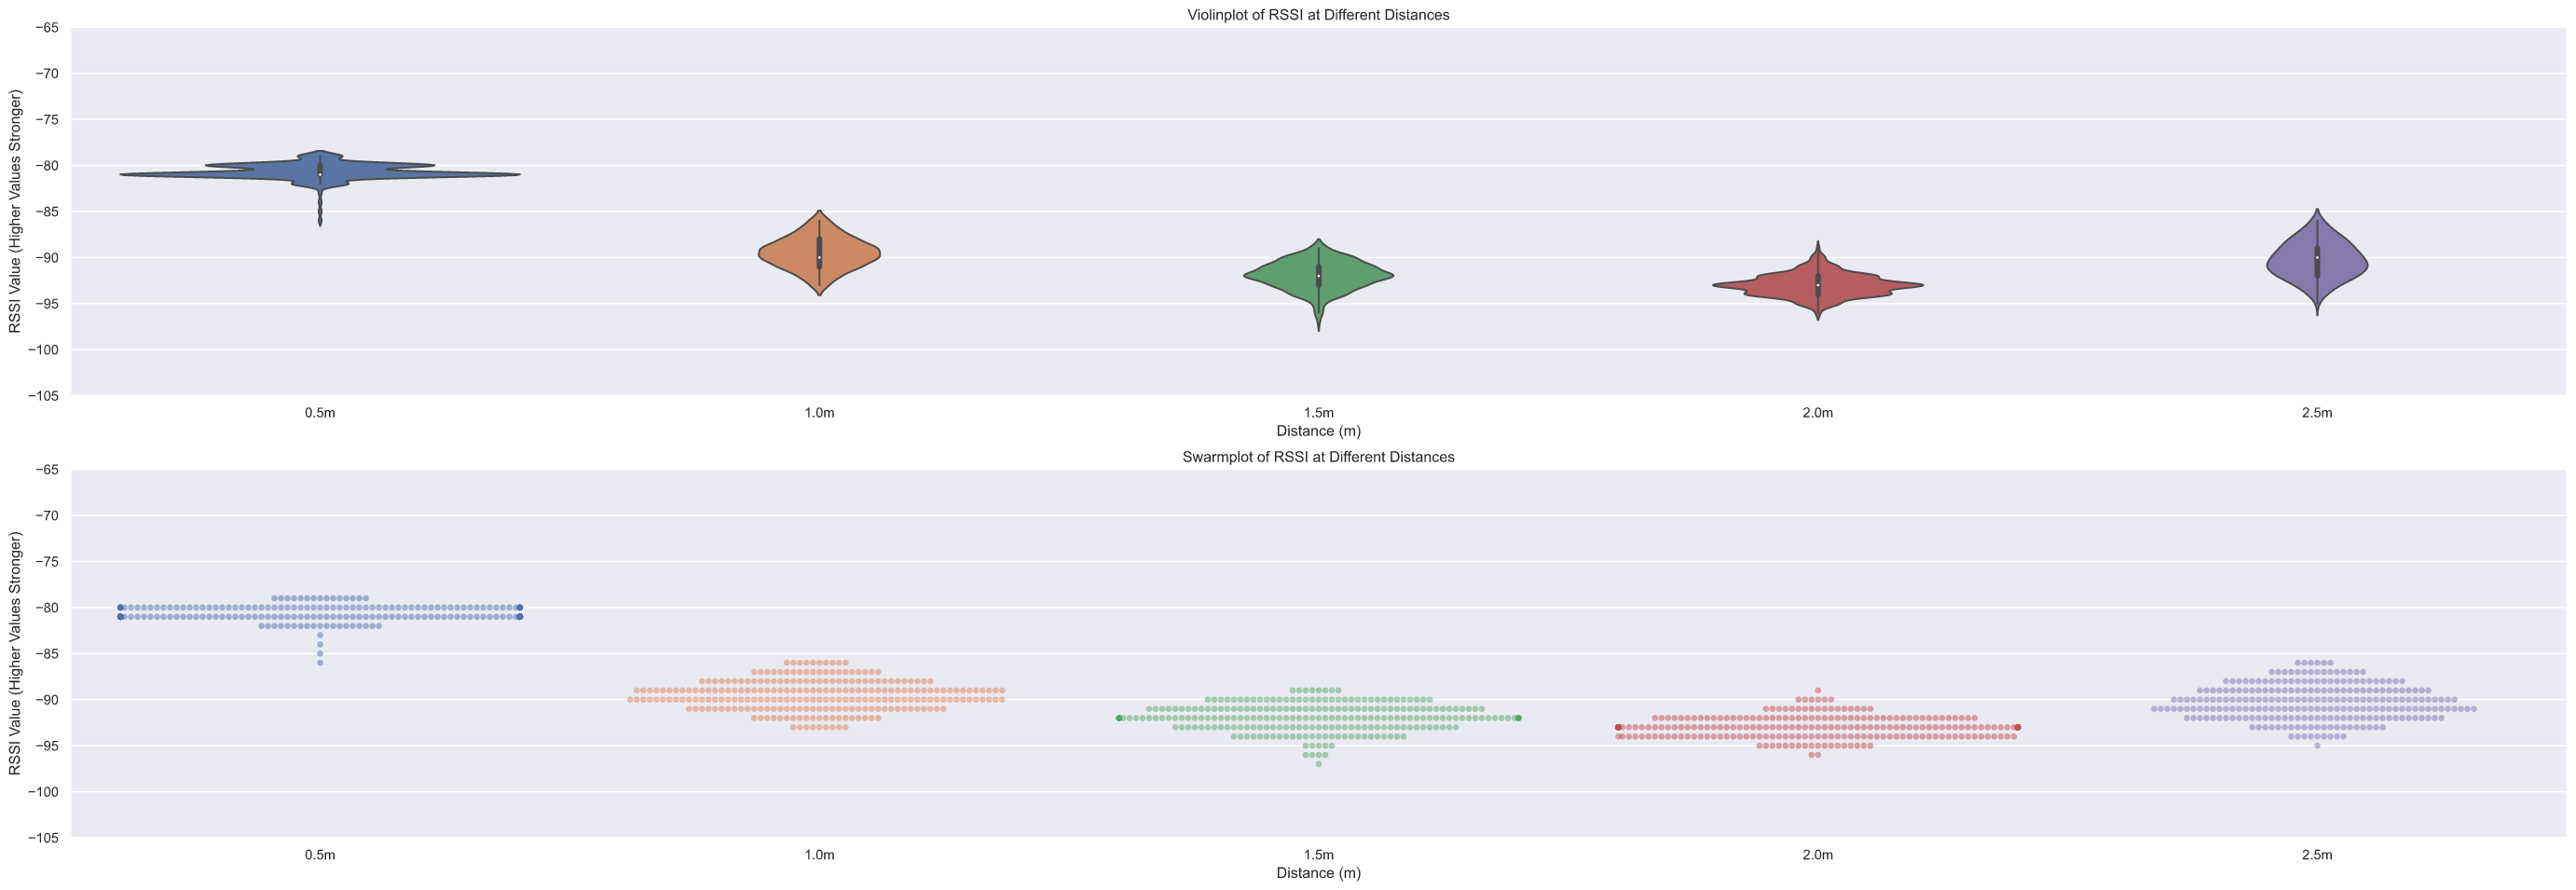 Violinplot of RSSI at Different Distances
RSSI Value (Higher Values Stronger)
−65
−70
−75
−80
−85
−90
−95
−100
−105
0.5m 1.0m 1.5m 2.0m 2.5m
Distance (m)
Swarmplot of RSSI at Different Distances
RSSI Value (Higher Values Stronger)
−65
−70
−75
−80
−85
−90
−95
−100
−105
0.5m 1.0m 1.5m 2.0m 2.5m
Distance (m)